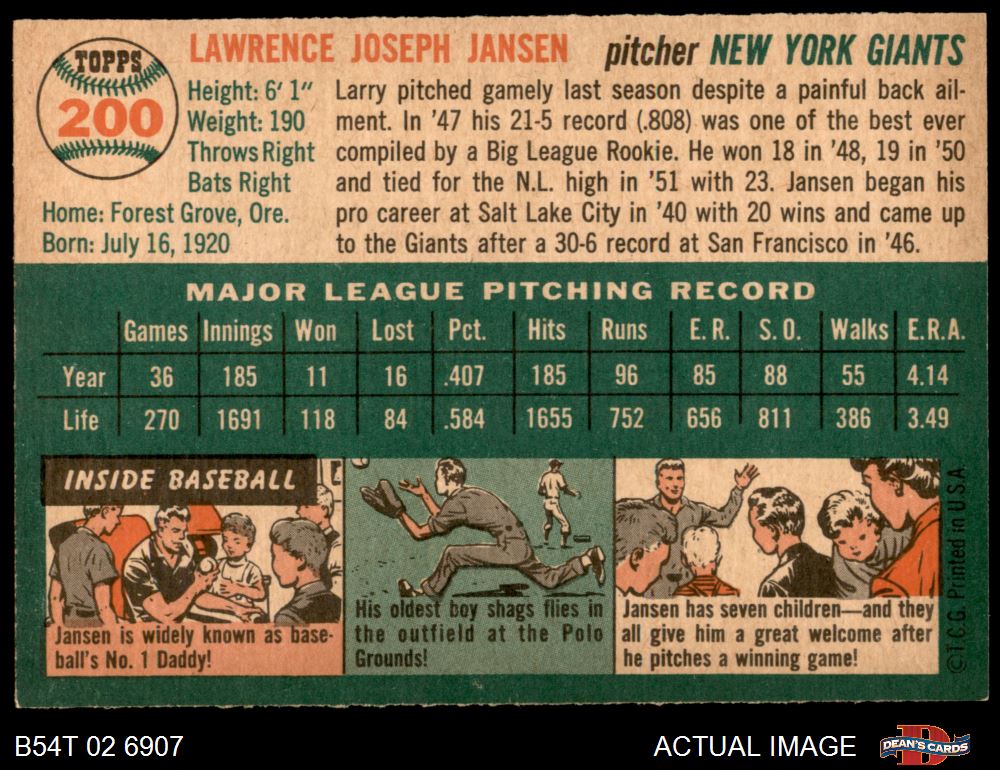 TOPPS
200
LAWRENCE JOSEPH JANSEN pitcher NEW YORK GIANTS
Height: 6' 1"
Weight: 190
Throws Right
Bats Right
Home: Forest Grove, Ore.
Born: July 16, 1920
Larry pitched gamely last season despite a painful back ail-
ment. In '47 his 21-5 record (.808) was one of the best ever
compiled by a Big League Rookie. He won 18 in '48, 19 in '50
and tied for the N.L. high in '51 with 23. Jansen began his
pro career at Salt Lake City in '40 with 20 wins and came up
to the Giants after a 30-6 record at San Francisco in '46.
MAJOR LEAGUE PITCHING RECORD
Games Innings Won Lost Pct. Hits Runs E.R. S.O. Walks E.R.A.
Year 36 185 11 16 .407 185 96 85 88 55 4.14
Life 270 1691 118 84 .584 1655 752 656 811 386 3.49
INSIDE BASEBALL
Jansen is widely known as base-
ball's No. 1 Daddy!
His oldest boy shags flies in
the outfield at the Polo
Grounds!
Jansen has seven children—and they
all give him a great welcome after
he pitches a winning game!
©T.C.G. Printed in U.S.A.
B54T 02 6907
ACTUAL IMAGE
D
DEAN'S CARDS